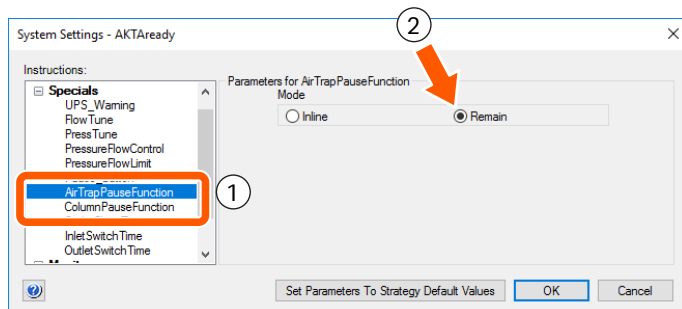 2
System Settings - AKTAready
Instructions:
Specials
UPS_Warning
FlowTune
PressTune
PressureFlowControl
PressureFlowLimit
AirTrapPauseFunction
ColumnPauseFunction
InletSwitchTime
OutletSwitchTime
Parameters for AirTrapPauseFunction
Mode
Inline
Remain
1
Set Parameters To Strategy Default Values
OK
Cancel